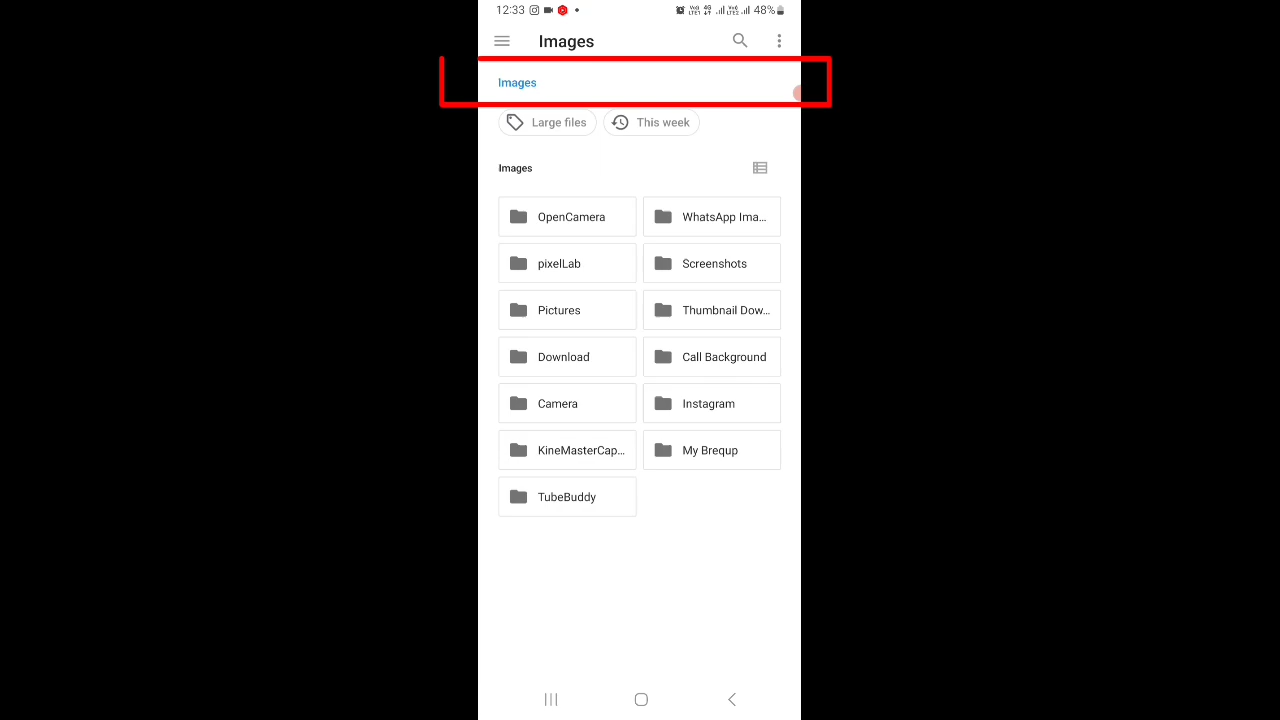 12:33 48%
Images
Images
Large files This week
Images
OpenCamera WhatsApp Ima...
pixelLab Screenshots
Pictures Thumbnail Dow...
Download Call Background
Camera Instagram
KineMasterCap... My Brequp
TubeBuddy